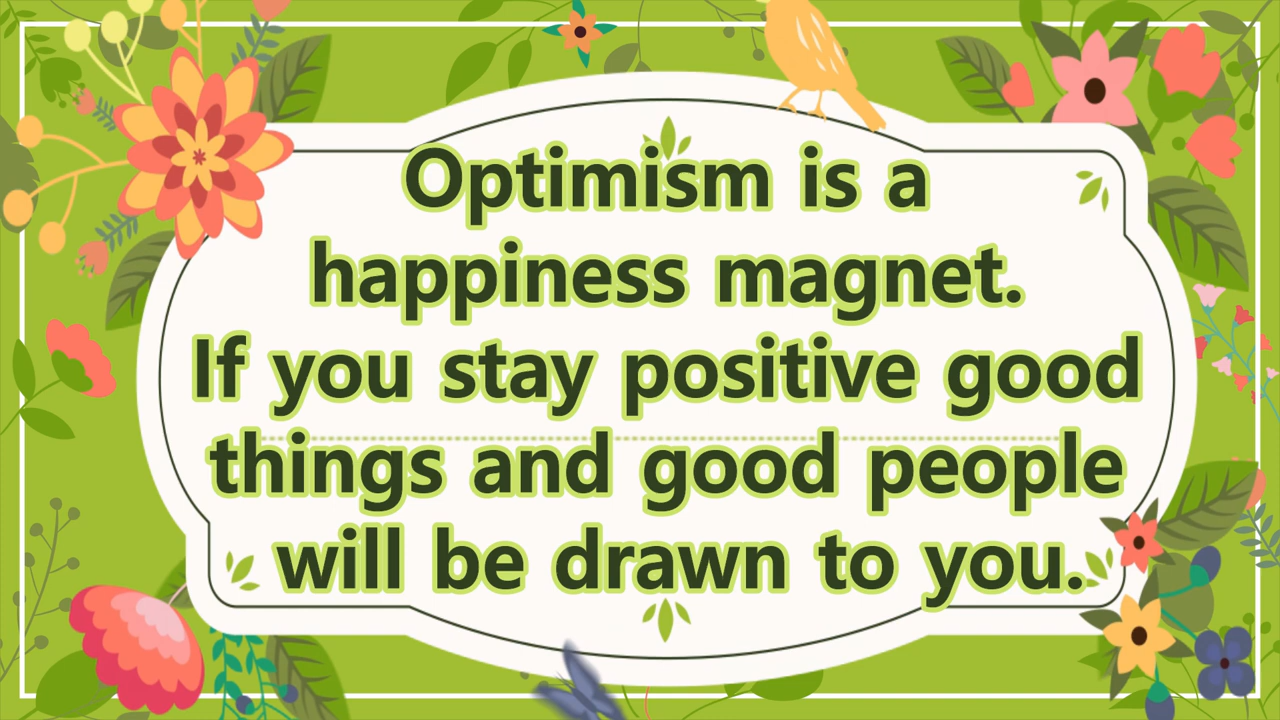 Optimism is a
happiness magnet.
If you stay positive good
things and good people
will be drawn to you.